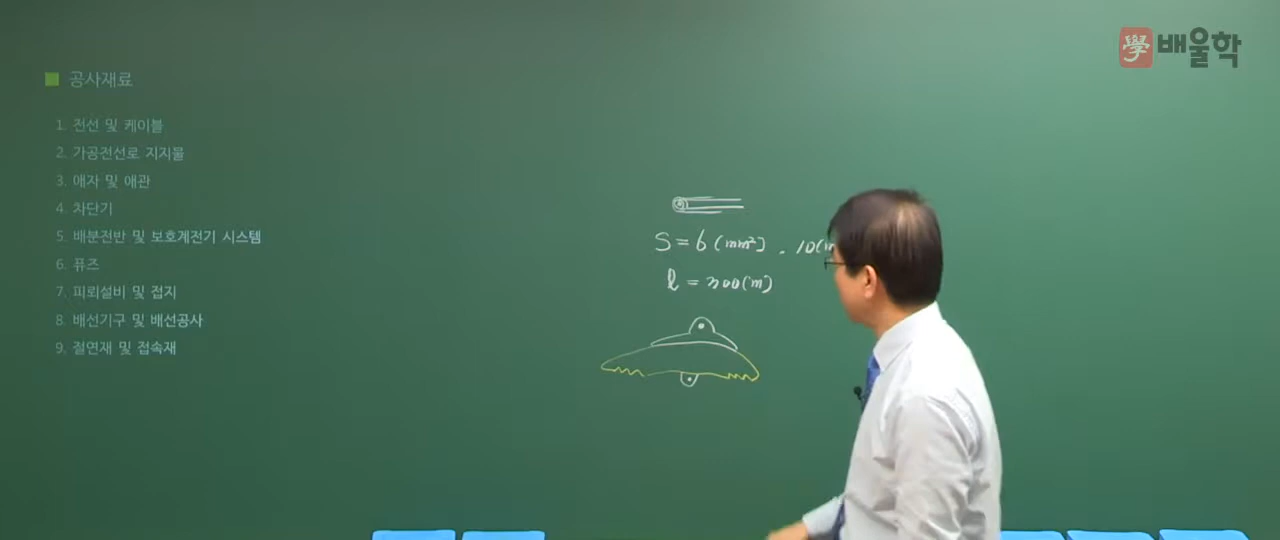 學 배울학
공사재료
1. 전선 및 케이블
2. 가공전선로 지지물
3. 애자 및 애관
4. 차단기
5. 배분전반 및 보호계전기 시스템
6. 퓨즈
7. 피뢰설비 및 접지
8. 배선기구 및 배선공사
9. 절연재 및 접속재
S = 6 (mm²) . 10(m
l = 300 (m)